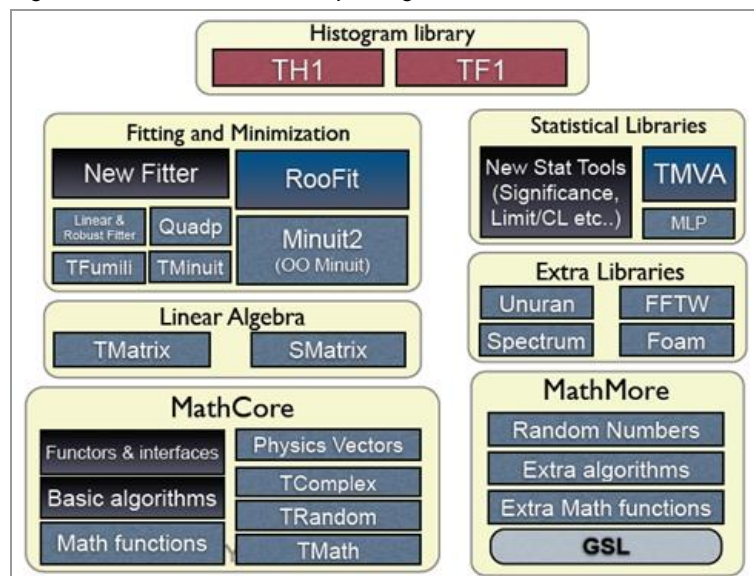 Histogram library
TH1
TF1
Fitting and Minimization
New Fitter
RooFit
Linear &
Robust Fitter
Quadp
Minuit2
(OO Minuit)
TFumili
TMinuit
Statistical Libraries
New Stat Tools
(Significance,
Limit/CL etc..)
TMVA
MLP
Linear Algebra
TMatrix
SMatrix
Extra Libraries
Unuran
FFTW
Spectrum
Foam
MathCore
Functors & interfaces
Basic algorithms
Math functions
Physics Vectors
TComplex
TRandom
TMath
MathMore
Random Numbers
Extra algorithms
Extra Math functions
GSL